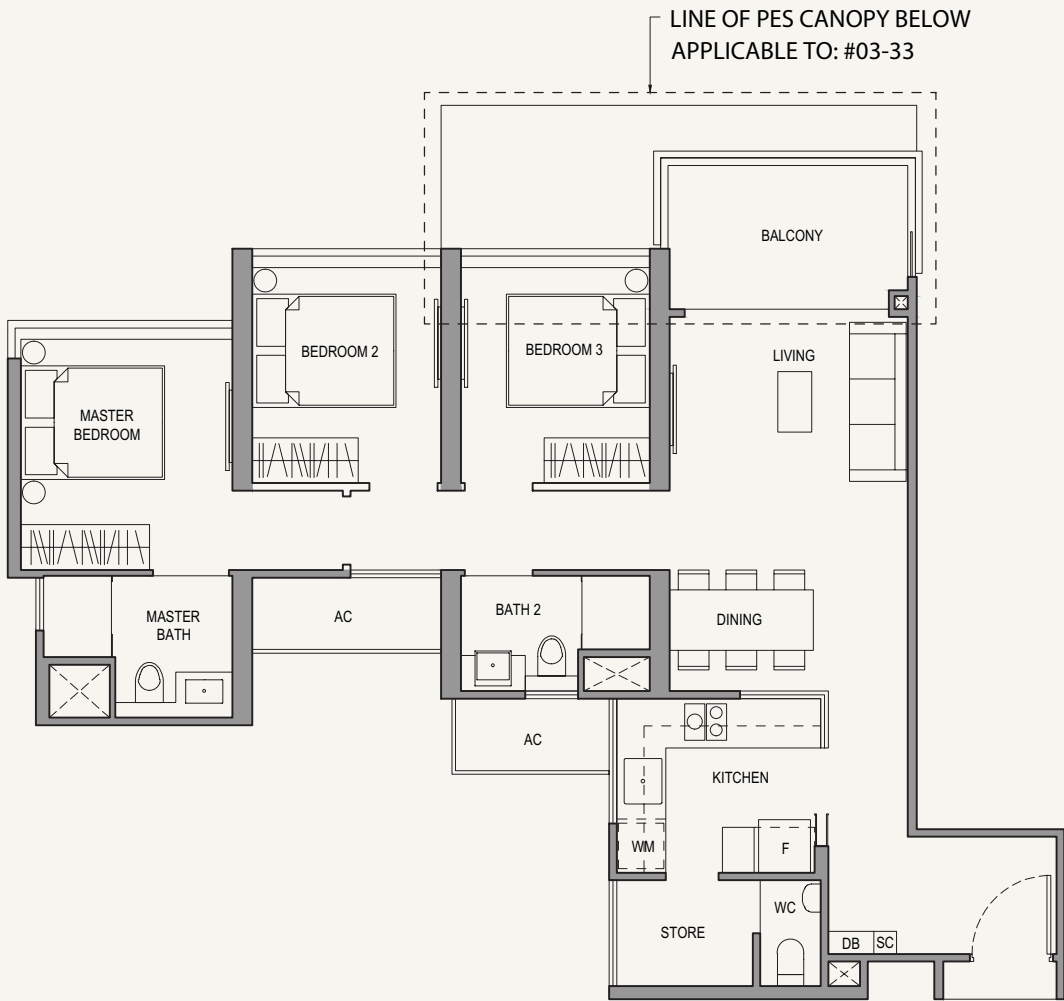 LINE OF PES CANOPY BELOW
APPLICABLE TO: #03-33
BALCONY
BEDROOM 2
BEDROOM 3
LIVING
MASTER
BEDROOM
MASTER
BATH
AC
BATH 2
DINING
AC
KITCHEN
WM
F
STORE
WC
DB
SC